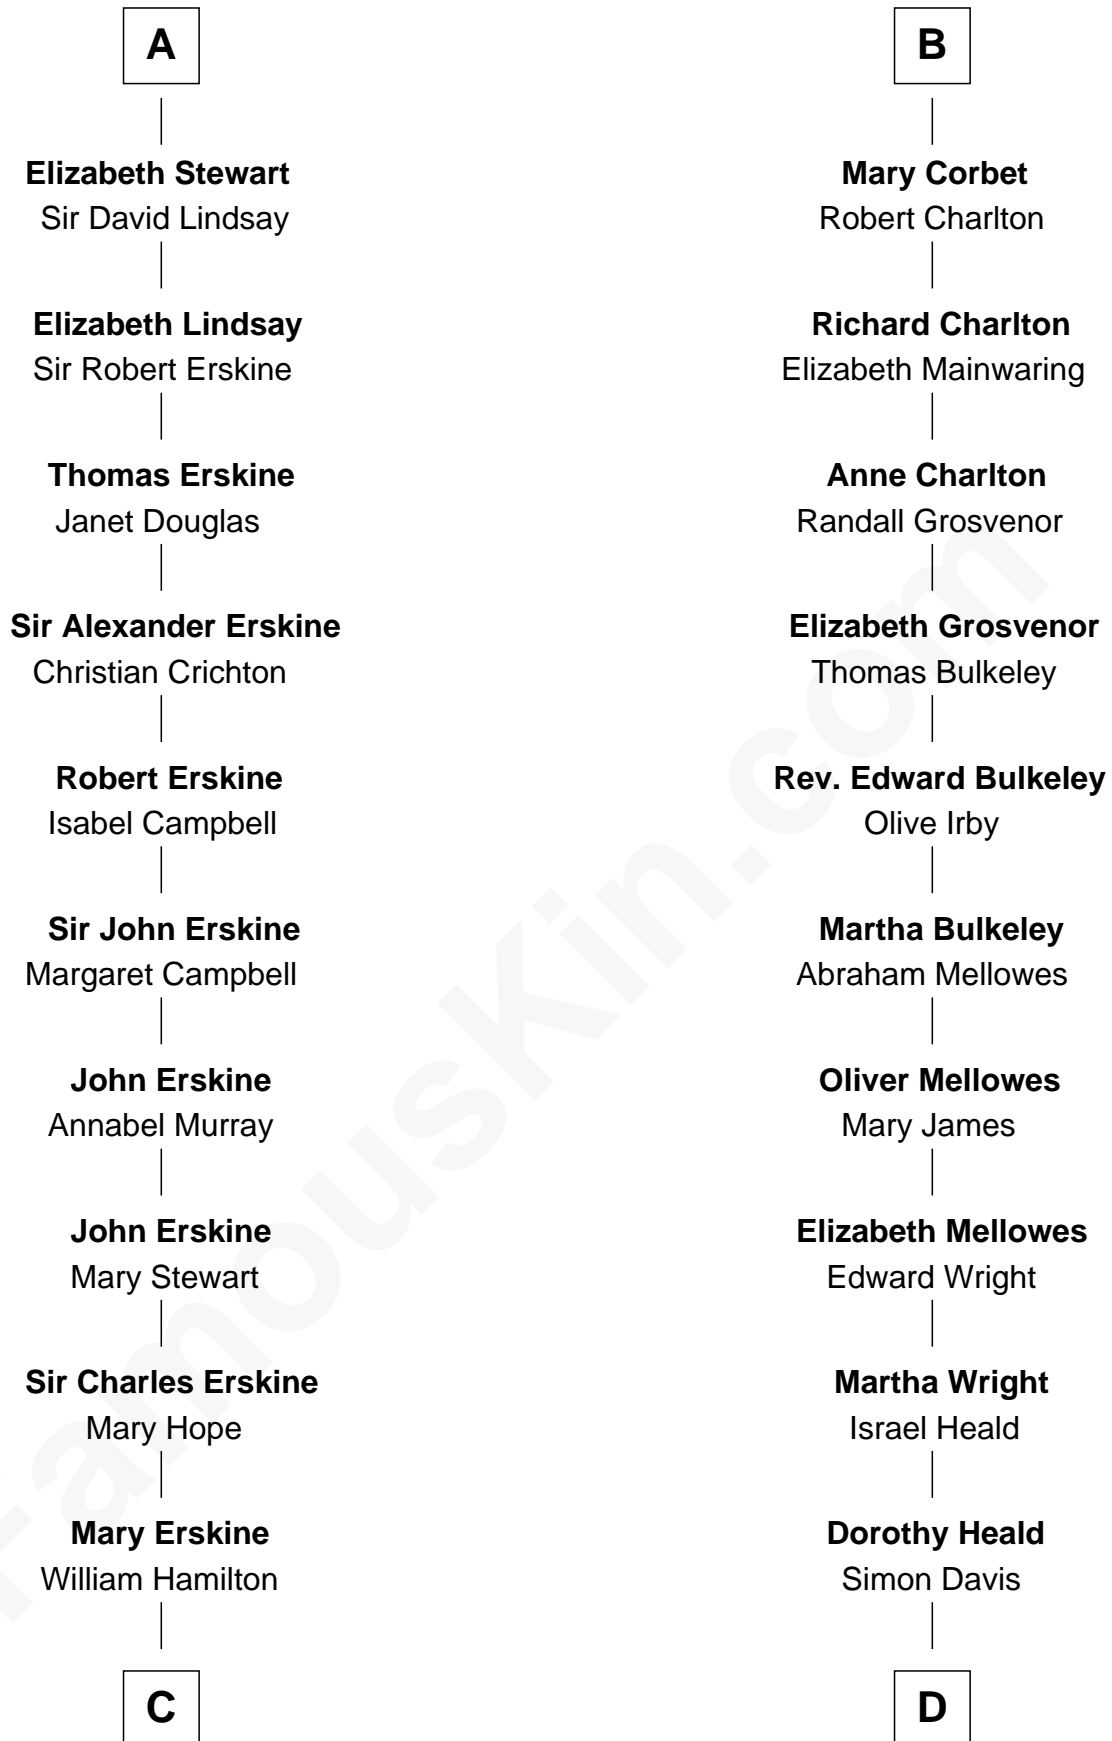 A
Elizabeth Stewart
Sir David Lindsay
Elizabeth Lindsay
Sir Robert Erskine
Thomas Erskine
Janet Douglas
Sir Alexander Erskine
Christian Crichton
Robert Erskine
Isabel Campbell
Sir John Erskine
Margaret Campbell
John Erskine
Annabel Murray
John Erskine
Mary Stewart
Sir Charles Erskine
Mary Hope
Mary Erskine
William Hamilton
C
B
Mary Corbet
Robert Charlton
Richard Charlton
Elizabeth Mainwaring
Anne Charlton
Randall Grosvenor
Elizabeth Grosvenor
Thomas Bulkeley
Rev. Edward Bulkeley
Olive Irby
Martha Bulkeley
Abraham Mellowes
Oliver Mellowes
Mary James
Elizabeth Mellowes
Edward Wright
Martha Wright
Israel Heald
Dorothy Heald
Simon Davis
D
FamousKin.com